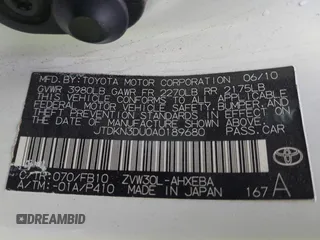 MFD.BY:TOYOTA MOTOR CORPORATION 06/10
GVWR 3980LB GAWR FR 2270LB RR 2175LB
THIS VEHICLE CONFORMS TO ALL APPLICABLE
FEDERAL MOTOR VEHICLE SAFETY, BUMPER, AND
THEFT PREVENTION STANDARDS IN EFFECT ON
THE DATE OF MANUFACTURE SHOWN ABOVE.
JTDKN3DU0A0189680 PASS.CAR
C/TR:070/FB10 ZVW30L-AHXEBA
A/TM:-01A/P410 MADE IN JAPAN 167 A
TOYOTA
AUTOBIDMASTER